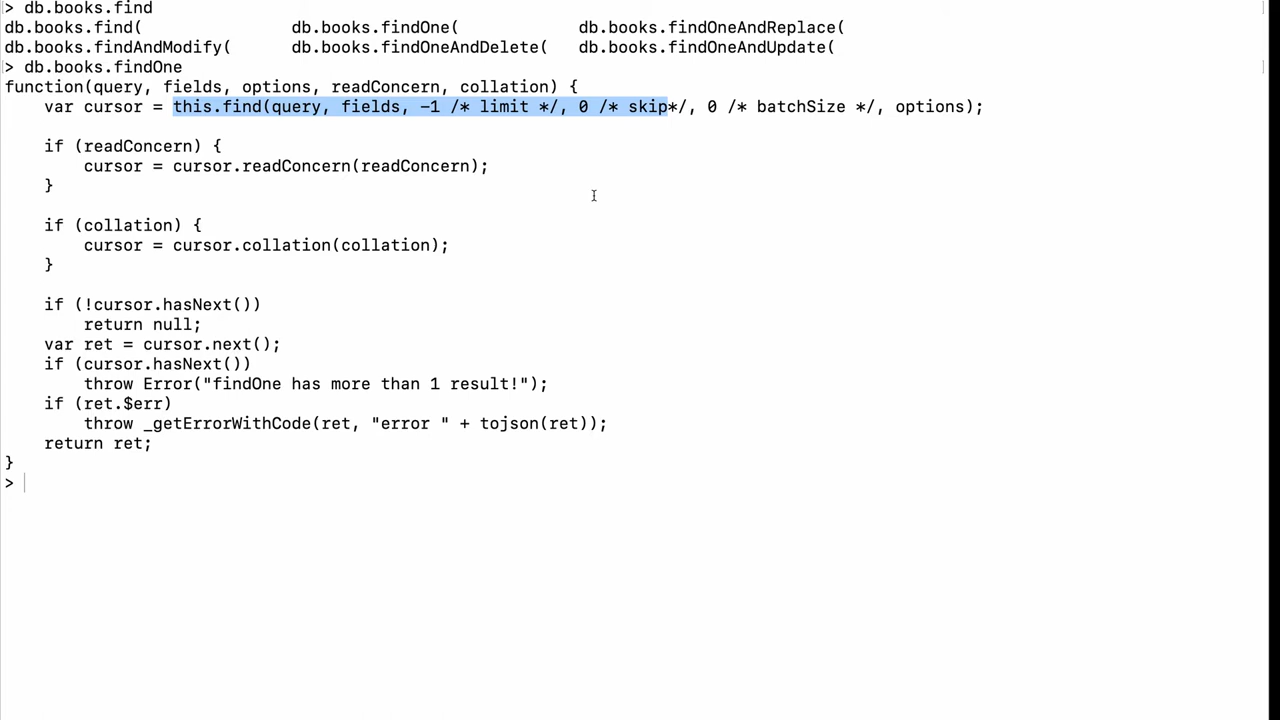 > db.books.find
db.books.find( db.books.findOne( db.books.findOneAndReplace(
db.books.findAndModify( db.books.findOneAndDelete( db.books.findOneAndUpdate(
> db.books.findOne
function(query, fields, options, readConcern, collation) {
    var cursor = this.find(query, fields, -1 /* limit */, 0 /* skip*/, 0 /* batchSize */, options);
    if (readConcern) {
        cursor = cursor.readConcern(readConcern);
    }
    if (collation) {
        cursor = cursor.collation(collation);
    }
    if (!cursor.hasNext())
        return null;
    var ret = cursor.next();
    if (cursor.hasNext())
        throw Error("findOne has more than 1 result!");
    if (ret.$err)
        throw _getErrorWithCode(ret, "error " + tojson(ret));
    return ret;
}
>